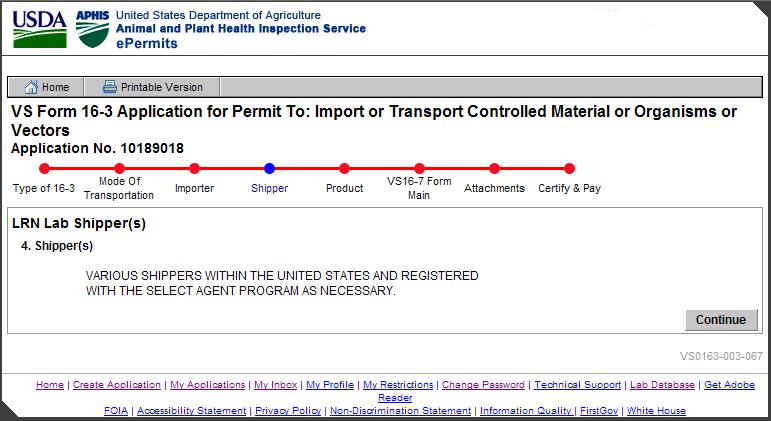 USDA APHIS United States Department of Agriculture
Animal and Plant Health Inspection Service
ePermits
Home Printable Version
VS Form 16-3 Application for Permit To: Import or Transport Controlled Material or Organisms or
Vectors
Application No. 10189018
Type of 16-3 Mode Of Transportation Importer Shipper Product VS16-7 Form Main Attachments Certify & Pay
LRN Lab Shipper(s)
4. Shipper(s)
VARIOUS SHIPPERS WITHIN THE UNITED STATES AND REGISTERED
WITH THE SELECT AGENT PROGRAM AS NECESSARY.
Continue
VS0163-003-067
Home | Create Application | My Applications | My Inbox | My Profile | My Restrictions | Change Password | Technical Support | Lab Database | Get Adobe
Reader
FOIA | Accessibility Statement | Privacy Policy | Non-Discrimination Statement | Information Quality | FirstGov | White House